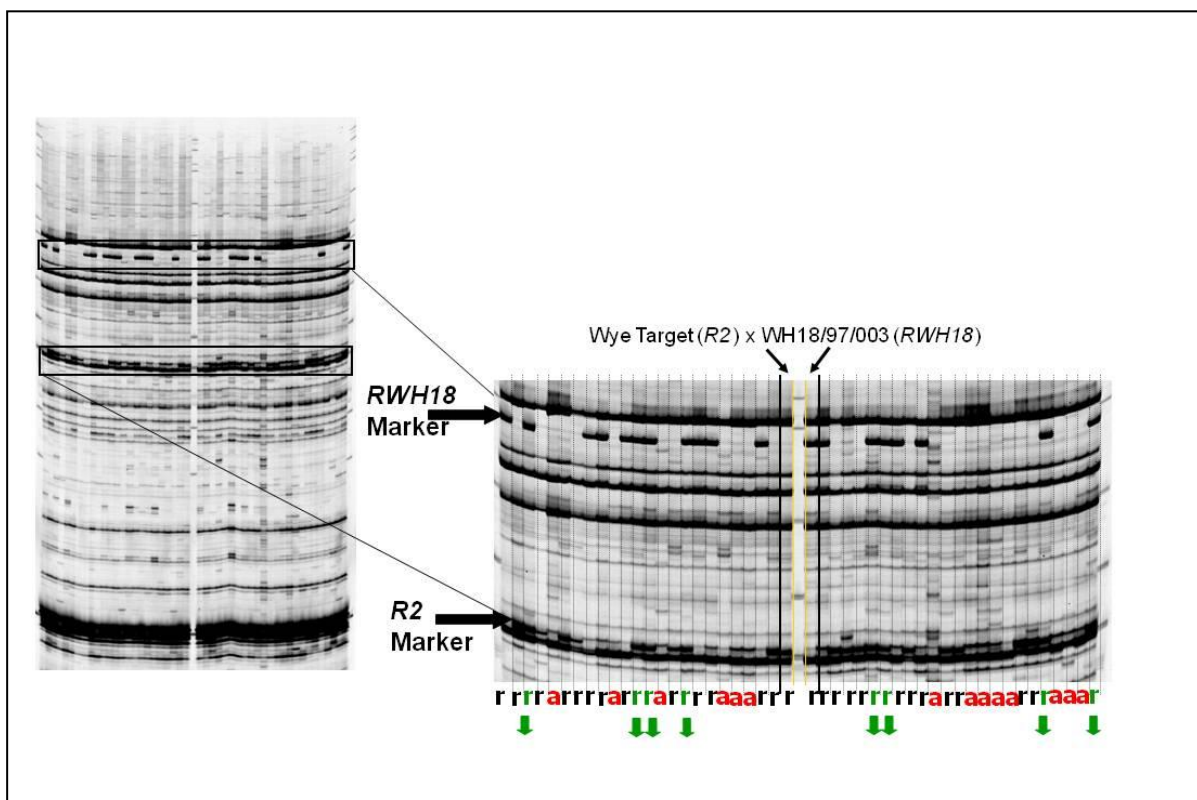 Wye Target (R2) x WH18/97/003 (RWH18)
RWH18
Marker
R2
Marker
r r r r a r r r r a r r r a r r r r a a a r r r r r r r r r r r r r a r r a a a a r r r a a a r